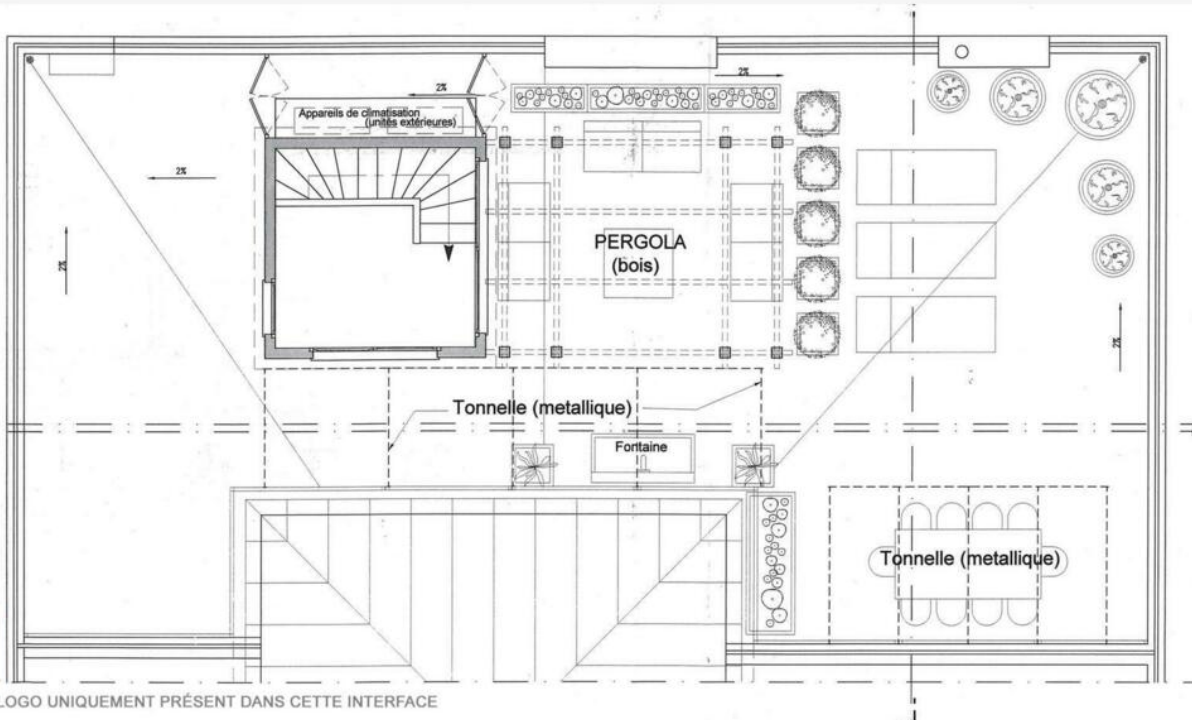 2%
2%
Appareils de climatisation
(unités extérieures)
2%
2%
PERGOLA
(bois)
2%
Tonnelle (metallique)
Fontaine
Tonnelle (metallique)
LOGO UNIQUEMENT PRÉSENT DANS CETTE INTERFACE